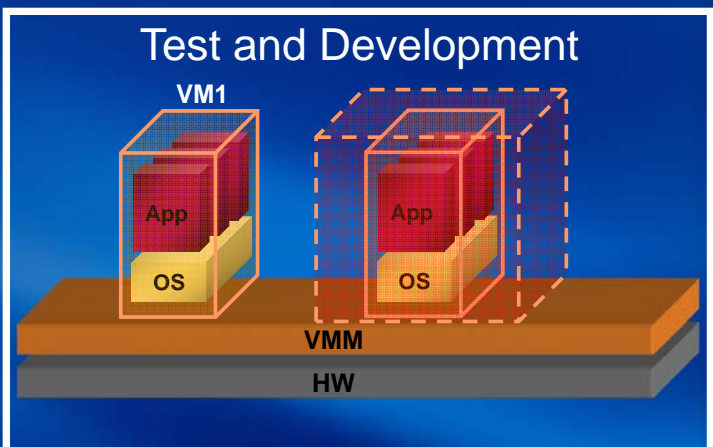 Test and Development
VM1
App
App
OS
OS
VMM
HW